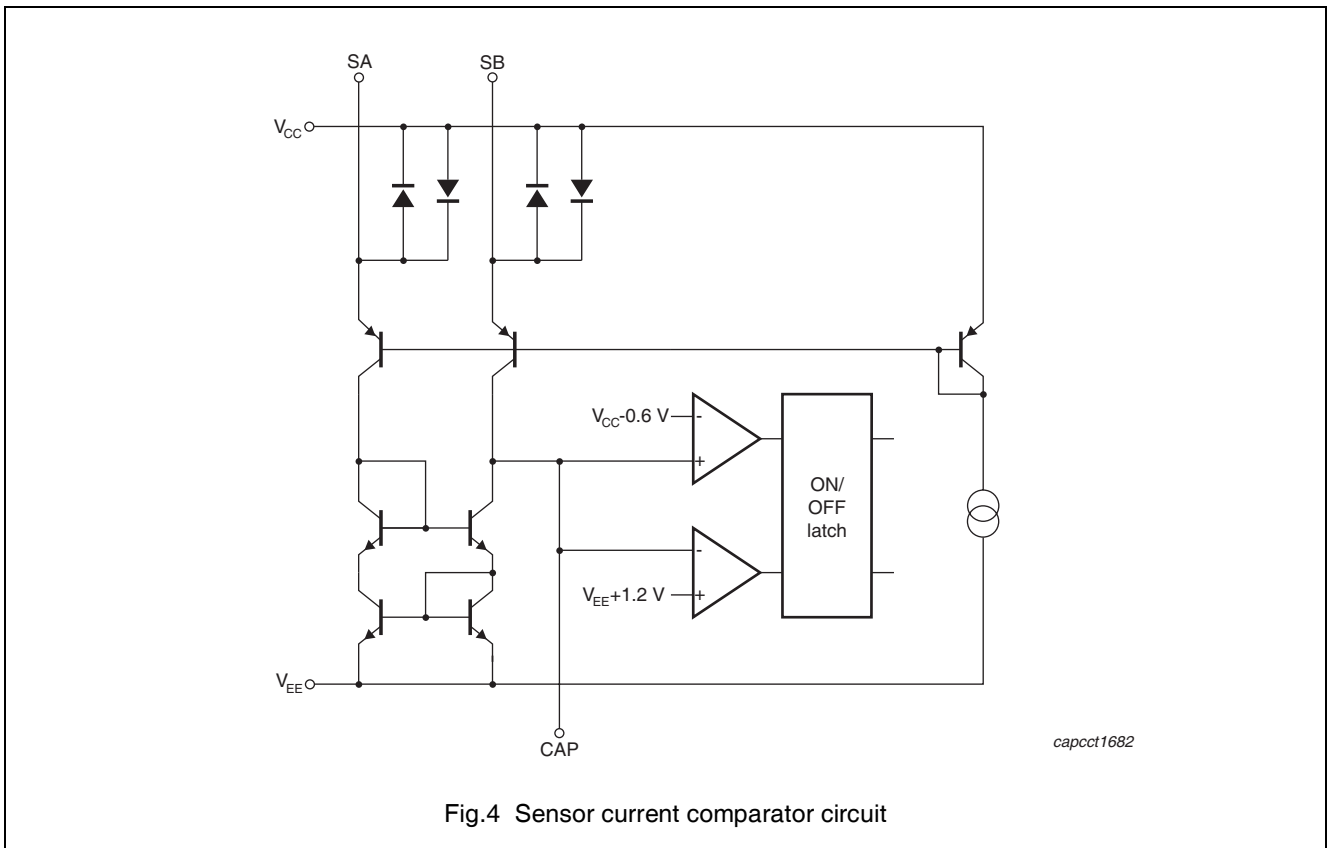 SA
SB
VCC
VCC-0.6 V
-
+
ON/
OFF
latch
-
VEE+1.2 V
+
VEE
CAP
capcct1682
Fig.4 Sensor current comparator circuit